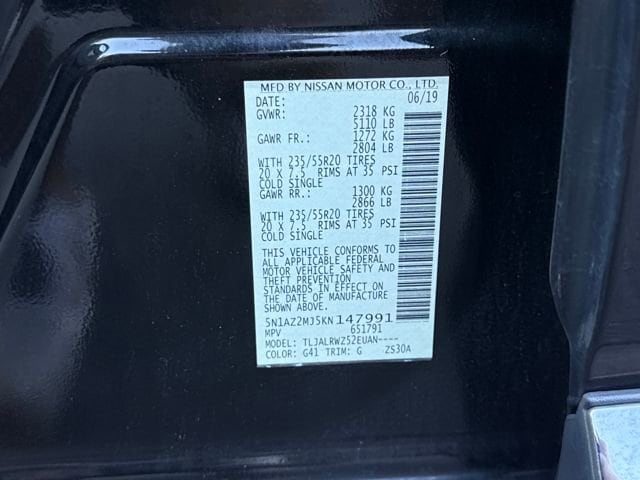 MFD BY NISSAN MOTOR CO., LTD.
DATE: 06/19
GVWR: 2318 KG
5110 LB
GAWR FR.: 1272 KG
2804 LB
WITH 235/55R20 TIRES
20 X 7.5 RIMS AT 35 PSI
COLD SINGLE
GAWR RR.: 1300 KG
2866 LB
WITH 235/55R20 TIRES
20 X 7.5 RIMS AT 35 PSI
COLD SINGLE
THIS VEHICLE CONFORMS TO
ALL APPLICABLE FEDERAL
MOTOR VEHICLE SAFETY AND
THEFT PREVENTION
STANDARDS IN EFFECT ON
THE DATE OF MANUFACTURE
SHOWN ABOVE.
5N1AZ2MJ5KN147991
MPV 651791
MODEL: TLJALRWZ52EUAN----
COLOR: G41 TRIM: G ZS30A